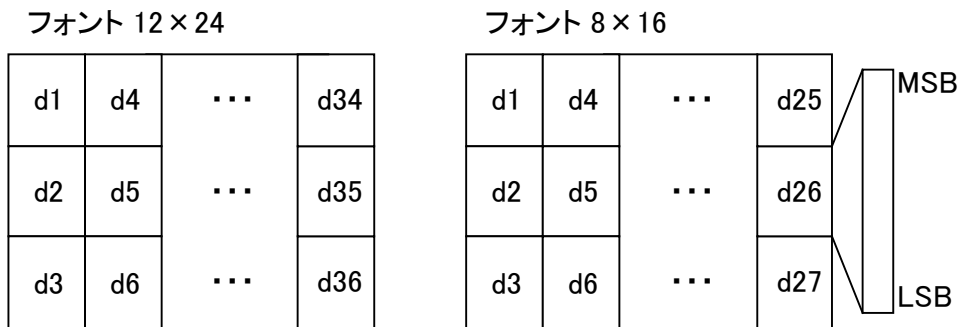 フォント 12×24 フォント 8×16
d1 d4 ・・・ d34 d1 d4 ・・・ d25 MSB
d2 d5 ・・・ d35 d2 d5 ・・・ d26
d3 d6 ・・・ d36 d3 d6 ・・・ d27 LSB